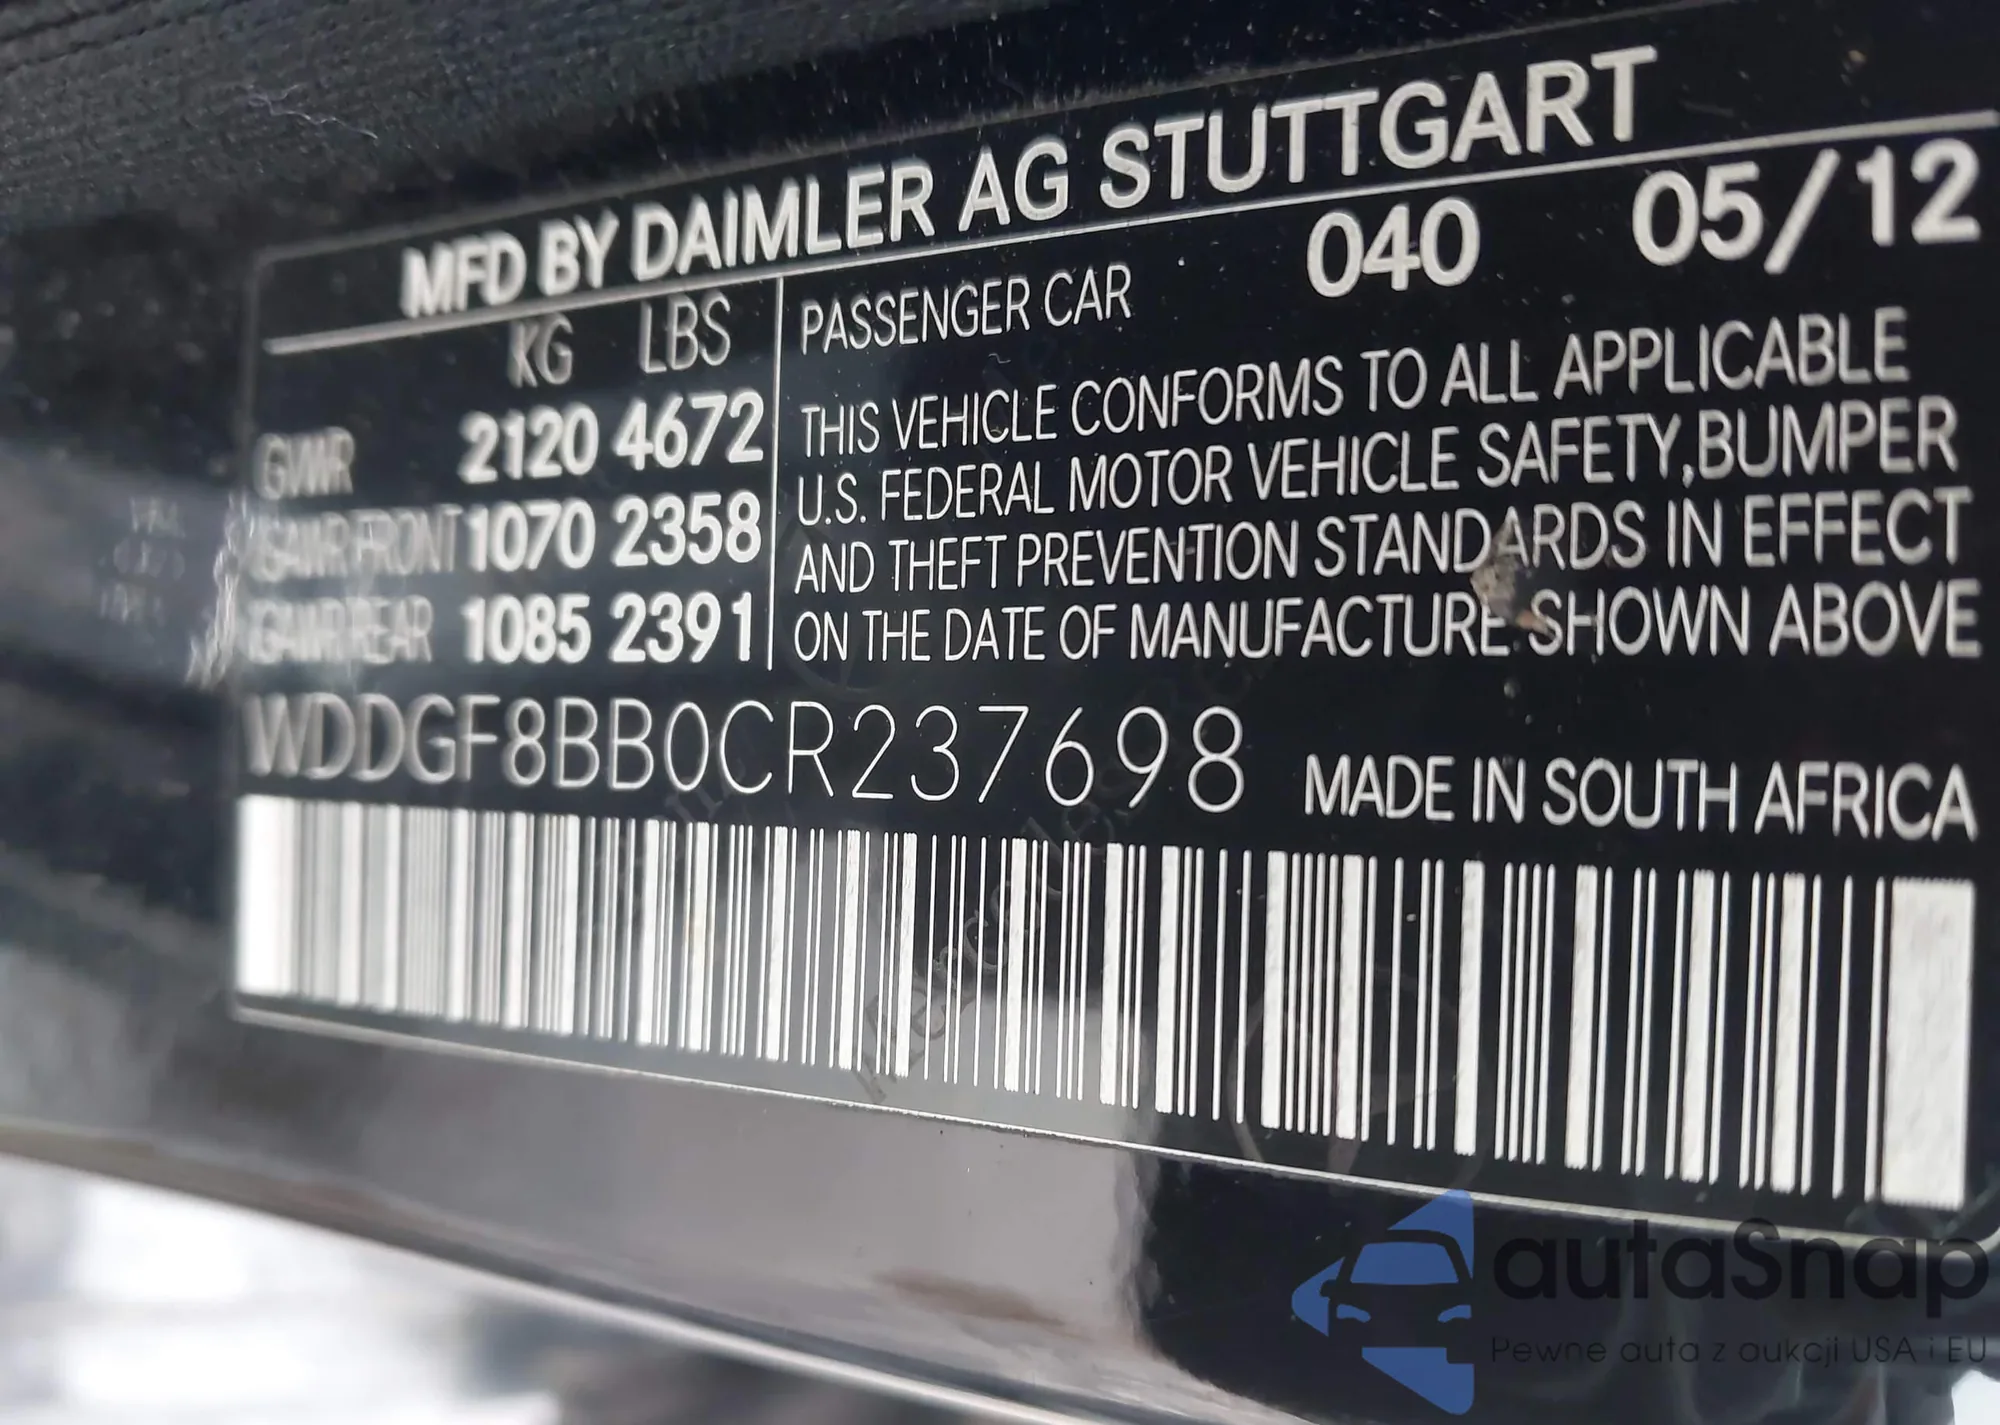 MFD BY DAIMLER AG STUTTGART
KG LBS
GVWR 2120 4672
GAWR FRONT 1070 2358
GAWR REAR 1085 2391
PASSENGER CAR 040 05/12
THIS VEHICLE CONFORMS TO ALL APPLICABLE
U.S. FEDERAL MOTOR VEHICLE SAFETY,BUMPER
AND THEFT PREVENTION STANDARDS IN EFFECT
ON THE DATE OF MANUFACTURE SHOWN ABOVE
WDDGF8BB0CR237698
MADE IN SOUTH AFRICA
autaSnap
Pewne auta z aukcji USA i EU